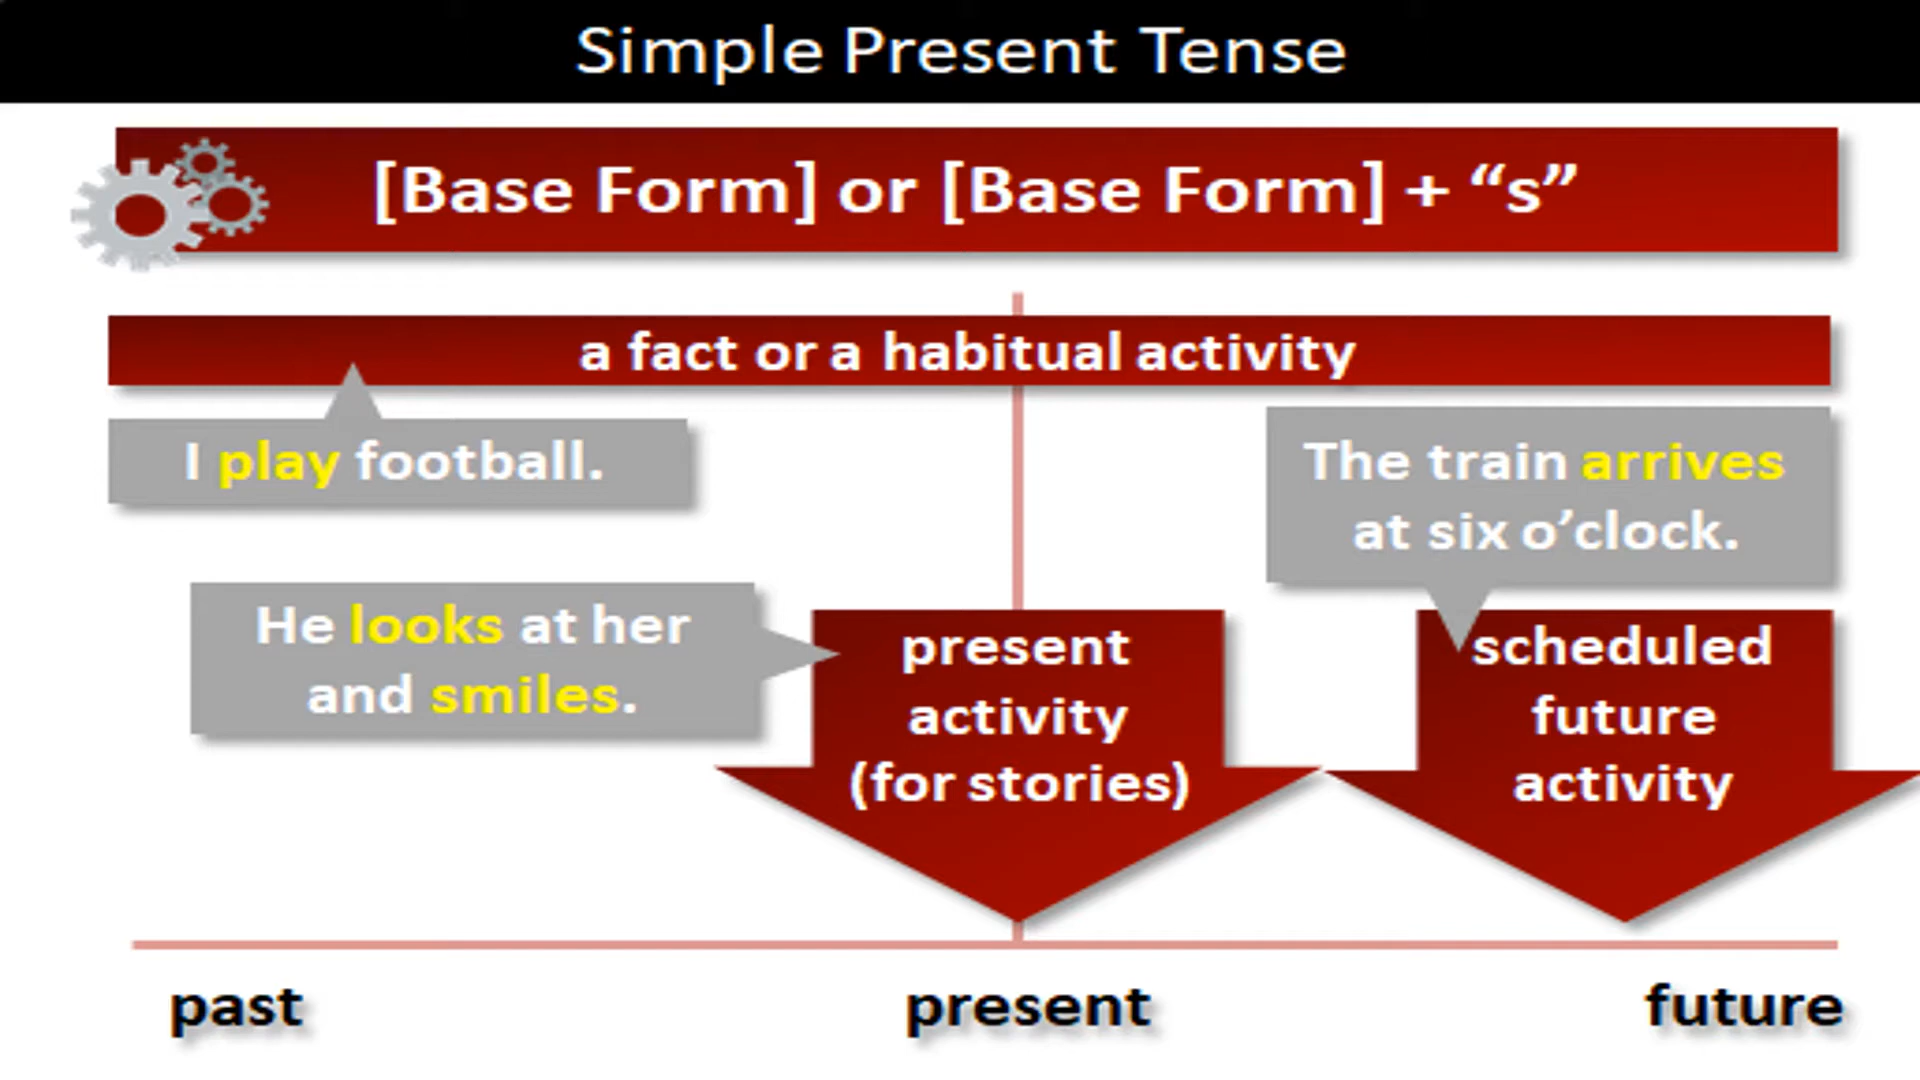 Simple Present Tense
[Base Form] or [Base Form] + “s”
a fact or a habitual activity
I play football.
The train arrives
at six o’clock.
He looks at her
and smiles.
present
activity
(for stories)
scheduled
future
activity
past
present
future